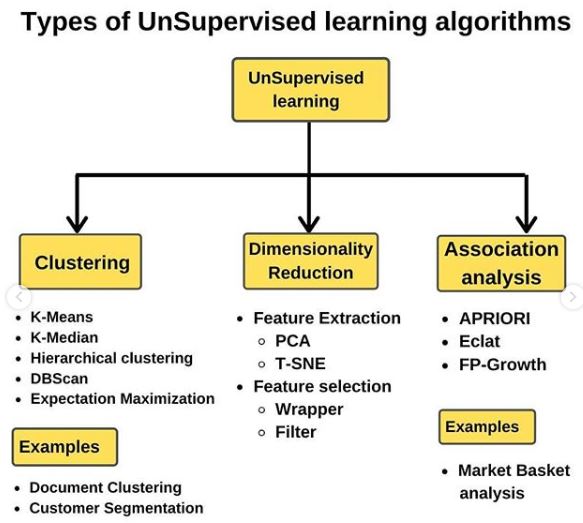 Types of UnSupervised learning algorithms
UnSupervised
learning
Clustering
• K-Means
• K-Median
• Hierarchical clustering
• DBScan
• Expectation Maximization
Examples
• Document Clustering
• Customer Segmentation
Dimensionality
Reduction
• Feature Extraction
◦ PCA
◦ T-SNE
• Feature selection
◦ Wrapper
◦ Filter
Association
analysis
• APRIORI
• Eclat
• FP-Growth
Examples
• Market Basket
analysis